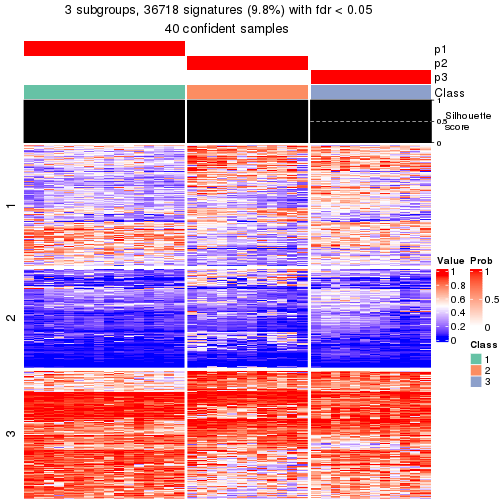 3 subgroups, 36718 signatures (9.8%) with fdr < 0.05
40 confident samples
p1
p2
p3
Class
1
0.5
0
Silhouette
score
1
2
3
Value
1
0.8
0.6
0.4
0.2
0
Prob
1
0.5
0
Class
1
2
3